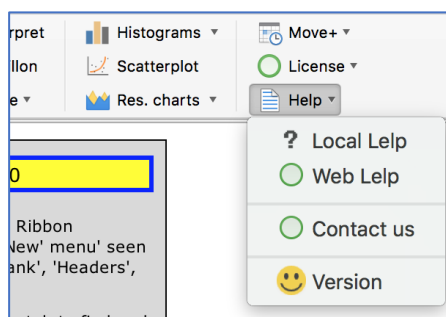 rpret Histograms Move+
llon Scatterplot License
e Res. charts Help
? Local Lelp
Web Lelp
Contact us
Version
0
Ribbon
New' menu' seen
ank', 'Headers',